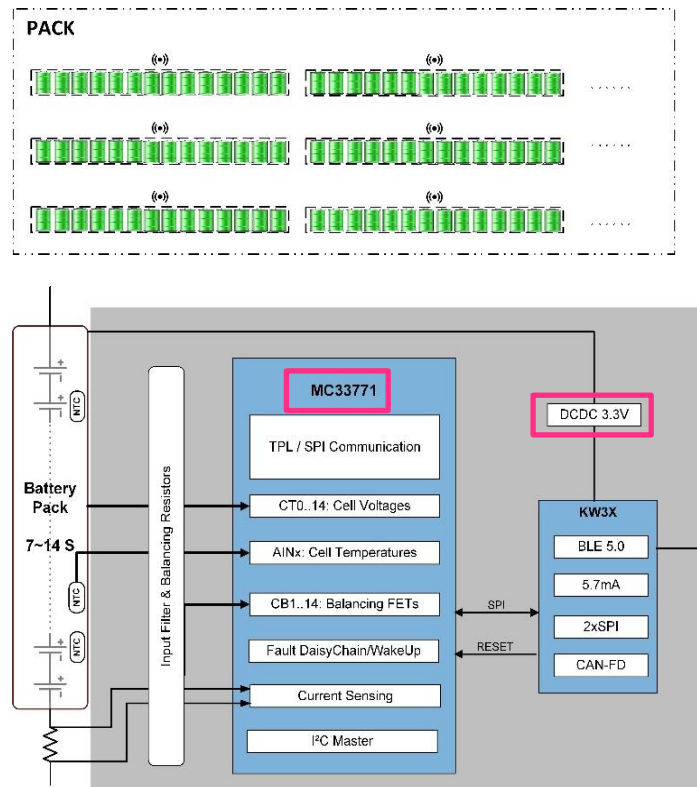 PACK
((•))
((•))
......
((•))
((•))
......
((•))
((•))
......
MC33771
DCDC 3.3V
TPL / SPI Communication
NTC
Battery
Pack
7~14 S
Input Filter & Balancing Resistors
CT0..14: Cell Voltages
KW3X
BLE 5.0
AINx: Cell Temperatures
5.7mA
NTC
CB1..14: Balancing FETs
SPI
2xSPI
NTC
Fault DaisyChain/WakeUp
RESET
CAN-FD
Current Sensing
I²C Master